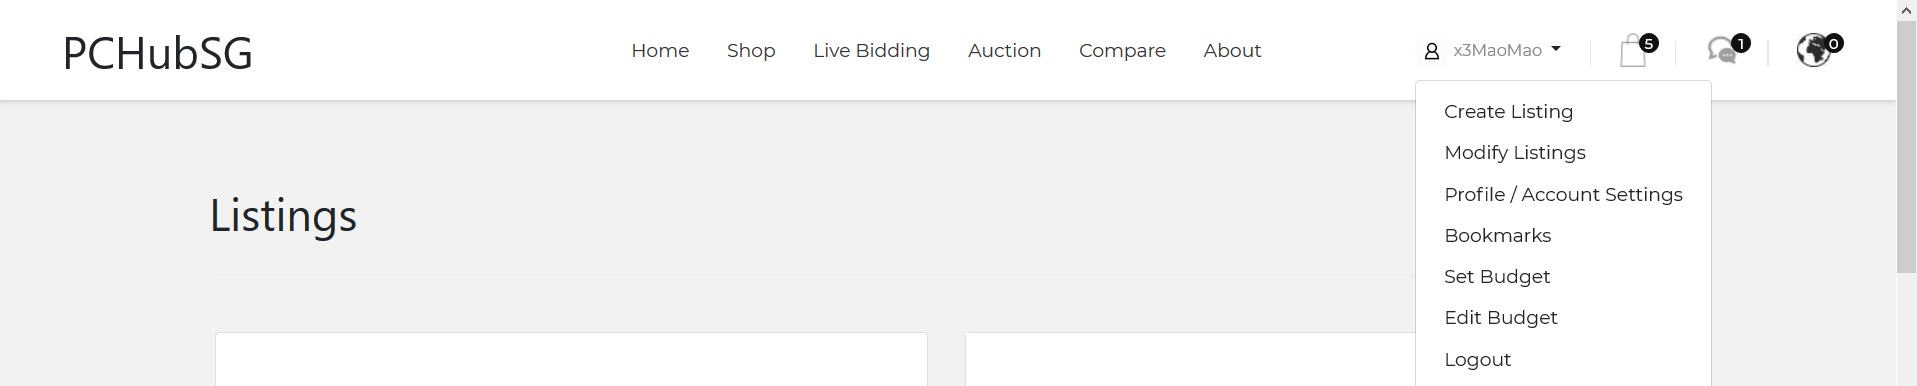 PCHubSG
Home Shop Live Bidding Auction Compare About
x3MaoMao
5
1
0
Create Listing
Modify Listings
Profile / Account Settings
Bookmarks
Set Budget
Edit Budget
Logout
Listings